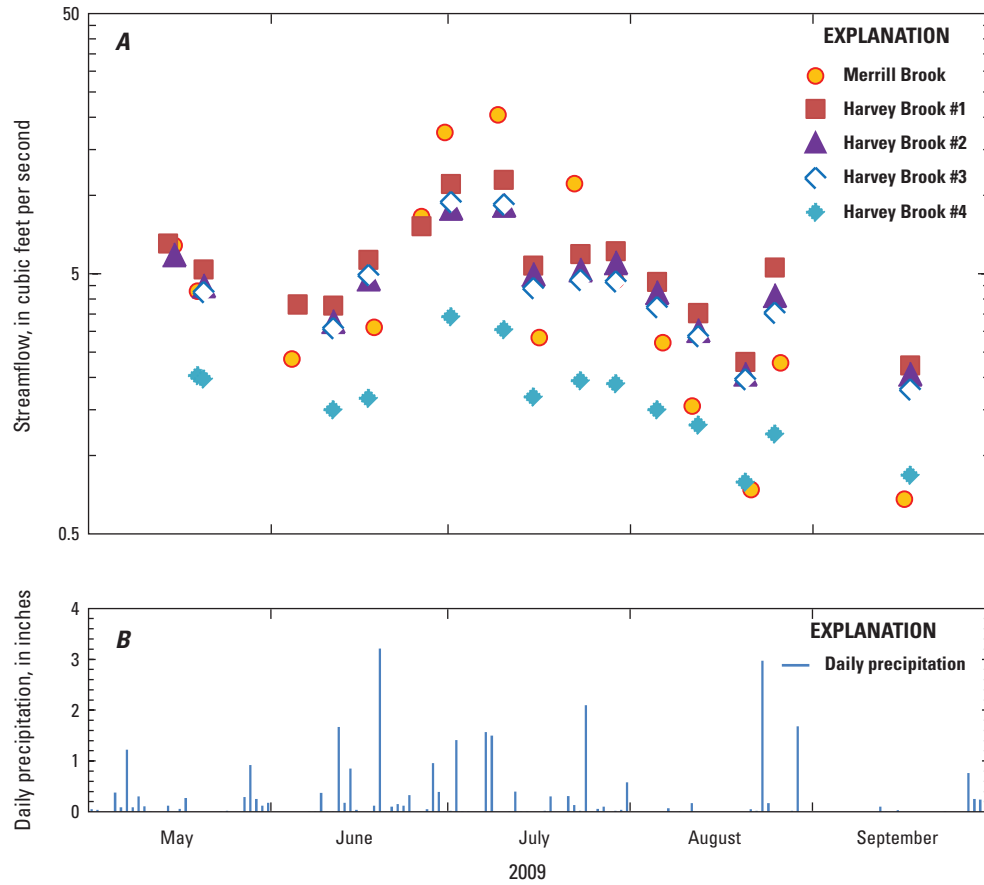 50
A
EXPLANATION
Merrill Brook
Harvey Brook #1
Harvey Brook #2
Harvey Brook #3
Harvey Brook #4
Streamflow, in cubic feet per second
5
0.5
4
B
EXPLANATION
Daily precipitation
3
Daily precipitation, in inches
2
1
0
May
June
July
August
September
2009